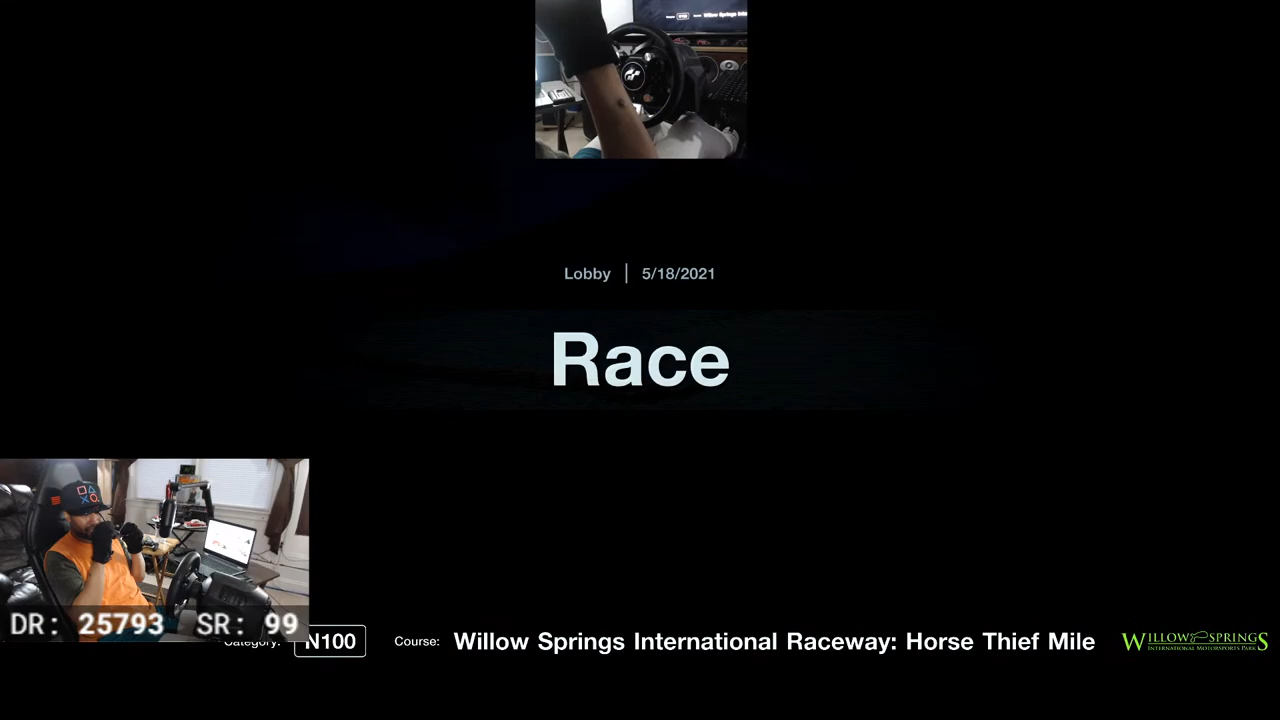 Lobby | 5/18/2021
Race
DR: 25793 SR: 99
Category: N100 Course: Willow Springs International Raceway: Horse Thief Mile
WILLOW SPRINGS
INTERNATIONAL MOTORSPORTS PARK